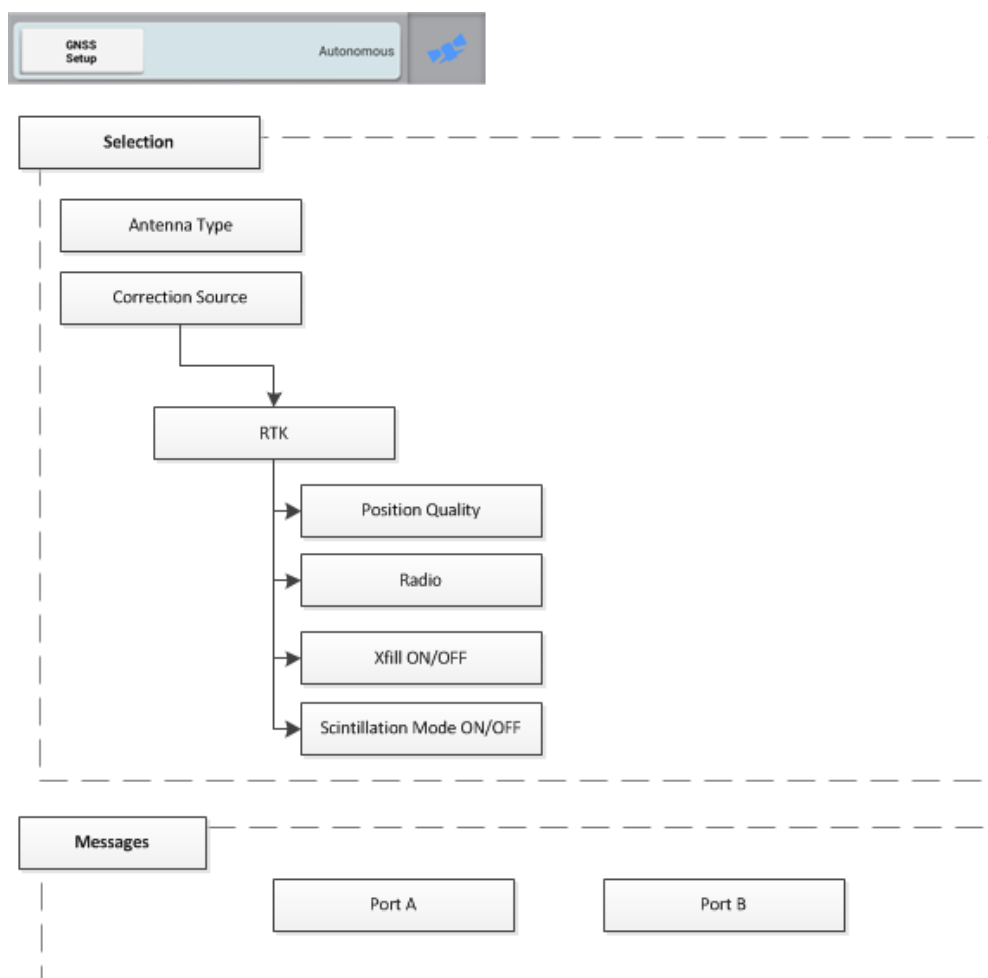 GNSS
Setup
Autonomous
Selection
Antenna Type
Correction Source
RTK
Position Quality
Radio
Xfill ON/OFF
Scintillation Mode ON/OFF
Messages
Port A
Port B